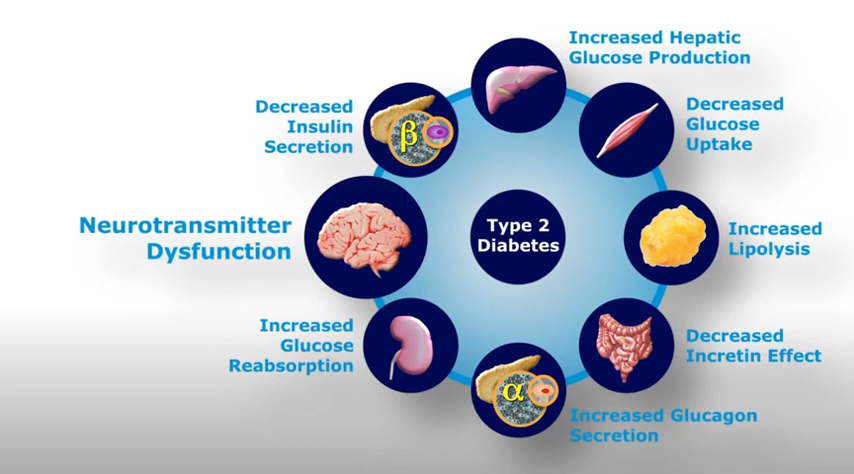 Increased Hepatic
Glucose Production
Decreased
Glucose
Uptake
Increased
Lipolysis
Decreased
Incretin Effect
Increased Glucagon
Secretion
Increased
Glucose
Reabsorption
Neurotransmitter
Dysfunction
Decreased
Insulin
Secretion
β
α
Type 2
Diabetes